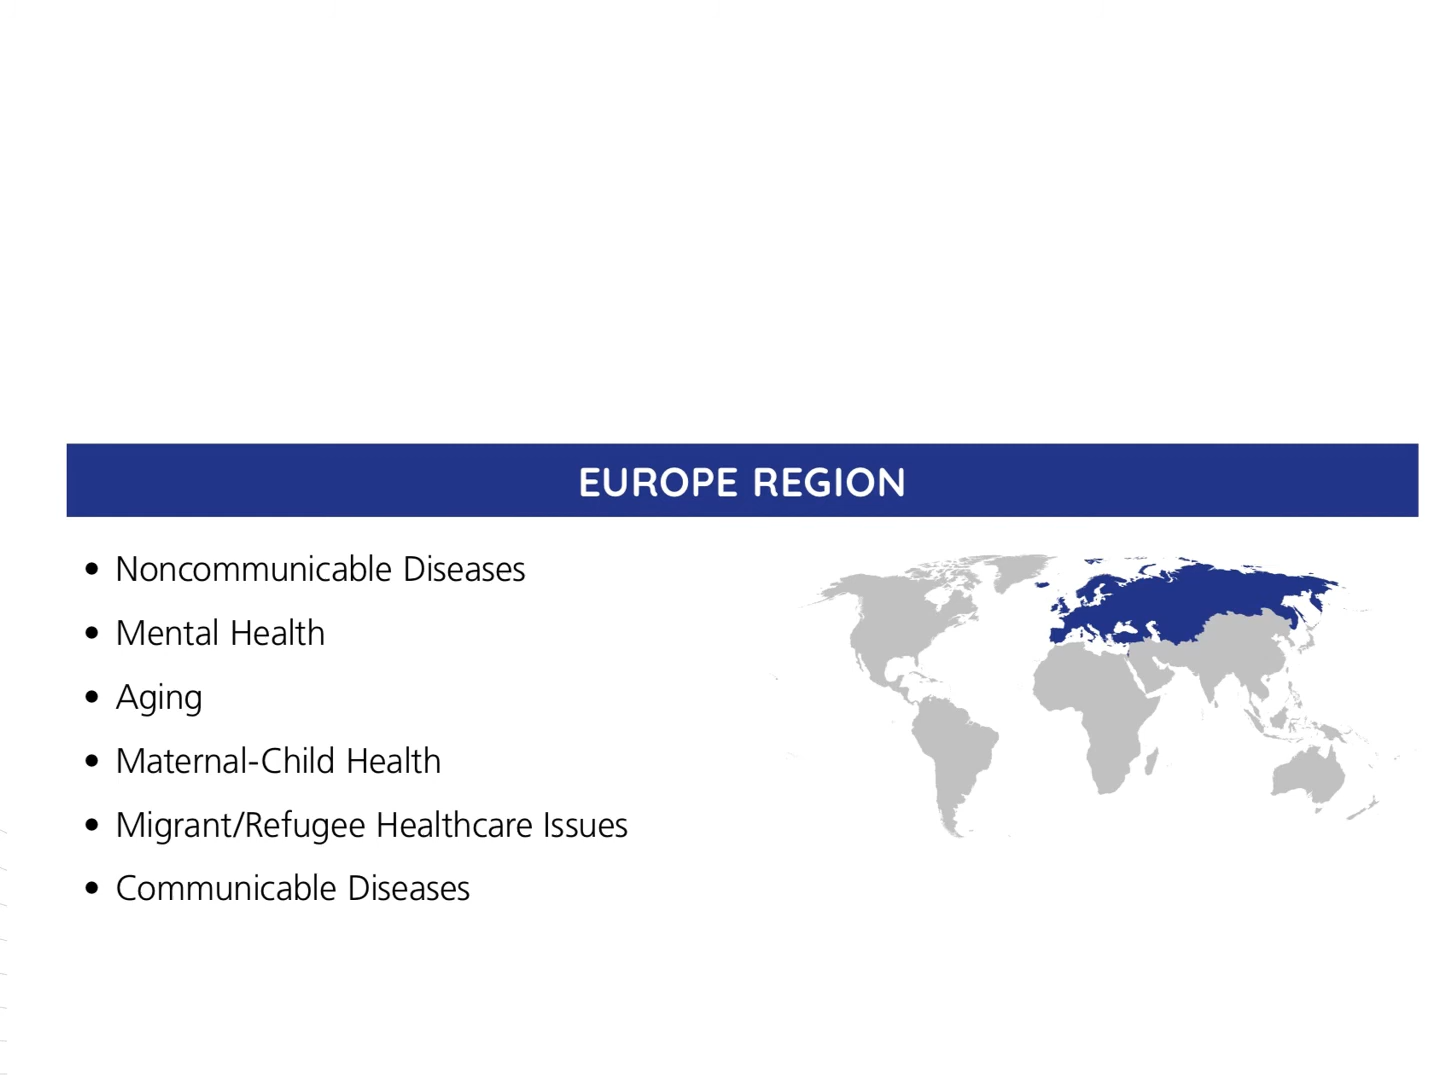 EUROPE REGION
• Noncommunicable Diseases
• Mental Health
• Aging
• Maternal-Child Health
• Migrant/Refugee Healthcare Issues
• Communicable Diseases